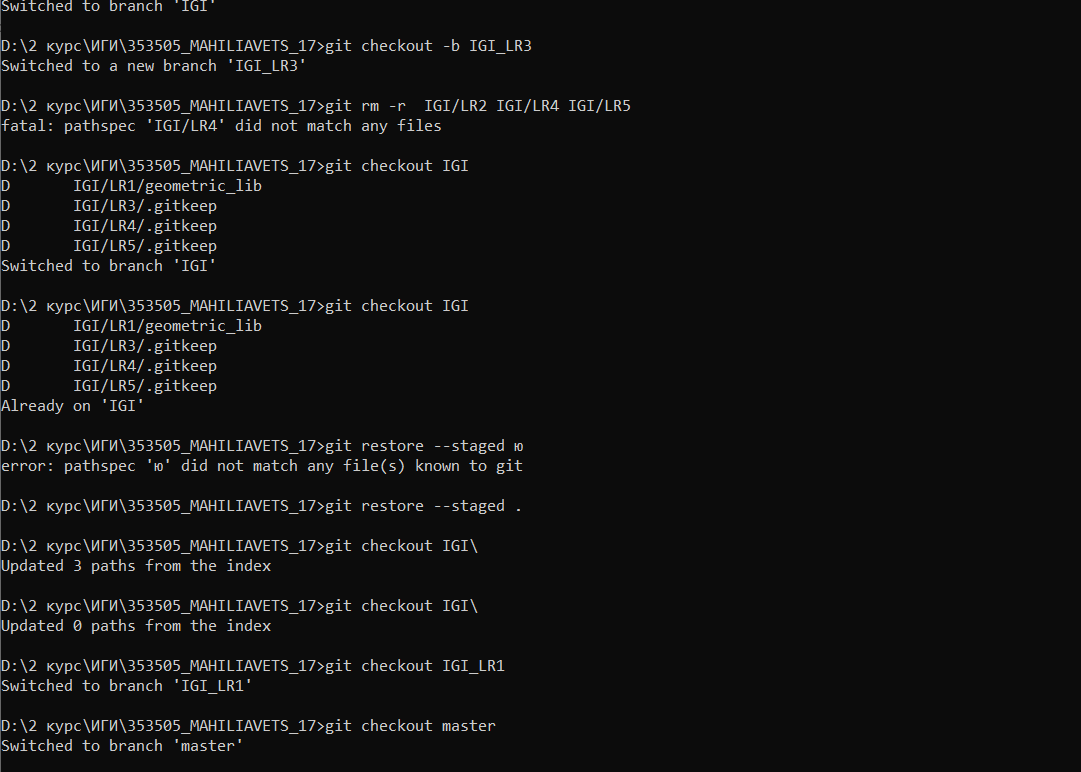 Switched to branch 'IGI'
D:\2 курс\ИГИ\353505_MAHILIAVETS_17>git checkout -b IGI_LR3
Switched to a new branch 'IGI_LR3'
D:\2 курс\ИГИ\353505_MAHILIAVETS_17>git rm -r  IGI/LR2 IGI/LR4 IGI/LR5
fatal: pathspec 'IGI/LR4' did not match any files
D:\2 курс\ИГИ\353505_MAHILIAVETS_17>git checkout IGI
D       IGI/LR1/geometric_lib
D       IGI/LR3/.gitkeep
D       IGI/LR4/.gitkeep
D       IGI/LR5/.gitkeep
Switched to branch 'IGI'
D:\2 курс\ИГИ\353505_MAHILIAVETS_17>git checkout IGI
D       IGI/LR1/geometric_lib
D       IGI/LR3/.gitkeep
D       IGI/LR4/.gitkeep
D       IGI/LR5/.gitkeep
Already on 'IGI'
D:\2 курс\ИГИ\353505_MAHILIAVETS_17>git restore --staged ю
error: pathspec 'ю' did not match any file(s) known to git
D:\2 курс\ИГИ\353505_MAHILIAVETS_17>git restore --staged .
D:\2 курс\ИГИ\353505_MAHILIAVETS_17>git checkout IGI\
Updated 3 paths from the index
D:\2 курс\ИГИ\353505_MAHILIAVETS_17>git checkout IGI\
Updated 0 paths from the index
D:\2 курс\ИГИ\353505_MAHILIAVETS_17>git checkout IGI_LR1
Switched to branch 'IGI_LR1'
D:\2 курс\ИГИ\353505_MAHILIAVETS_17>git checkout master
Switched to branch 'master'